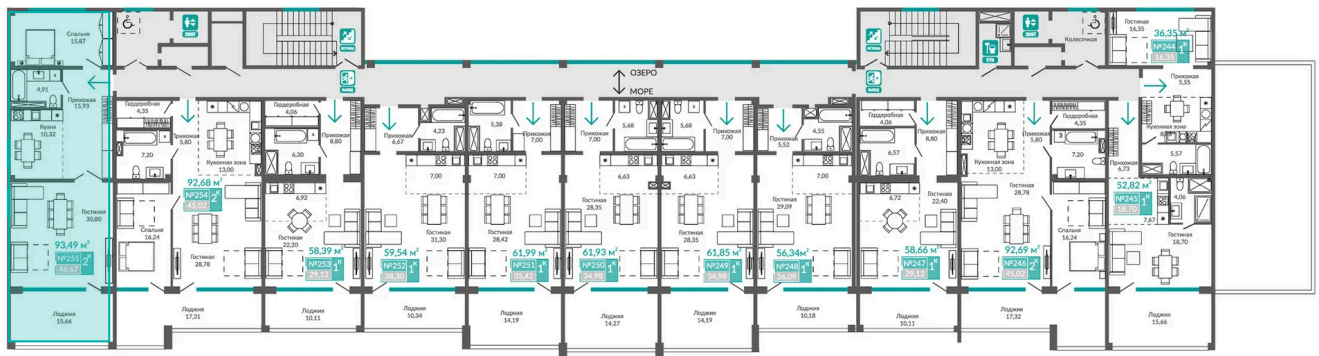 Спальня
15,87
4,91
Прихожая
15,93
Кухня
10,32
Гостиная
30,80
93,49 м²
№255 2К
46,67
Лоджия
15,66
ЛИФТ
Гардеробная
4,35
Прихожая
5,80
7,20
Кухонная зона
13,00
92,68 м²
№254 2К
45,02
Спальня
16,24
Гостиная
28,78
Лоджия
17,31
ВЫХОД
Гардеробная
4,06
Прихожая
8,80
6,30
6,92
Гостиная
22,20
58,39 м²
№253 1К
29,12
Лоджия
10,11
Прихожая
6,67
4,23
7,00
Гостиная
31,30
59,54 м²
№252 1К
38,30
Лоджия
10,34
5,38
Прихожая
7,00
7,00
Гостиная
28,42
61,99 м²
№251 1К
35,42
Лоджия
14,19
ОЗЕРО
МОРЕ
Прихожая
7,00
5,68
6,63
Гостиная
28,35
61,93 м²
№250 1К
34,98
Лоджия
14,27
5,68
Прихожая
7,00
6,63
Гостиная
28,35
61,85 м²
№249 1К
34,98
Лоджия
14,19
Прихожая
5,52
4,55
7,00
Гостиная
29,09
56,34м²
№248 1К
36,09
Лоджия
10,18
ВЫХОД
Гардеробная
4,06
Прихожая
8,80
6,57
6,72
Гостиная
22,40
58,66 м²
№247 1К
29,12
Лоджия
10,11
ЛИФТ
Колясочная
Кухонная зона
13,00
Прихожая
5,80
Гардеробная
4,35
7,20
Гостиная
28,78
92,69 м²
№246 2К
45,02
Спальня
16,24
Лоджия
17,32
Гостиная
16,35
36,35 м²
№244 1К
16,35
Прихожая
5,55
Кухонная зона
5,57
Прихожая
6,73
52,82 м²
№245 1К
18,70
4,06
7,67
Гостиная
18,70
Лоджия
15,66